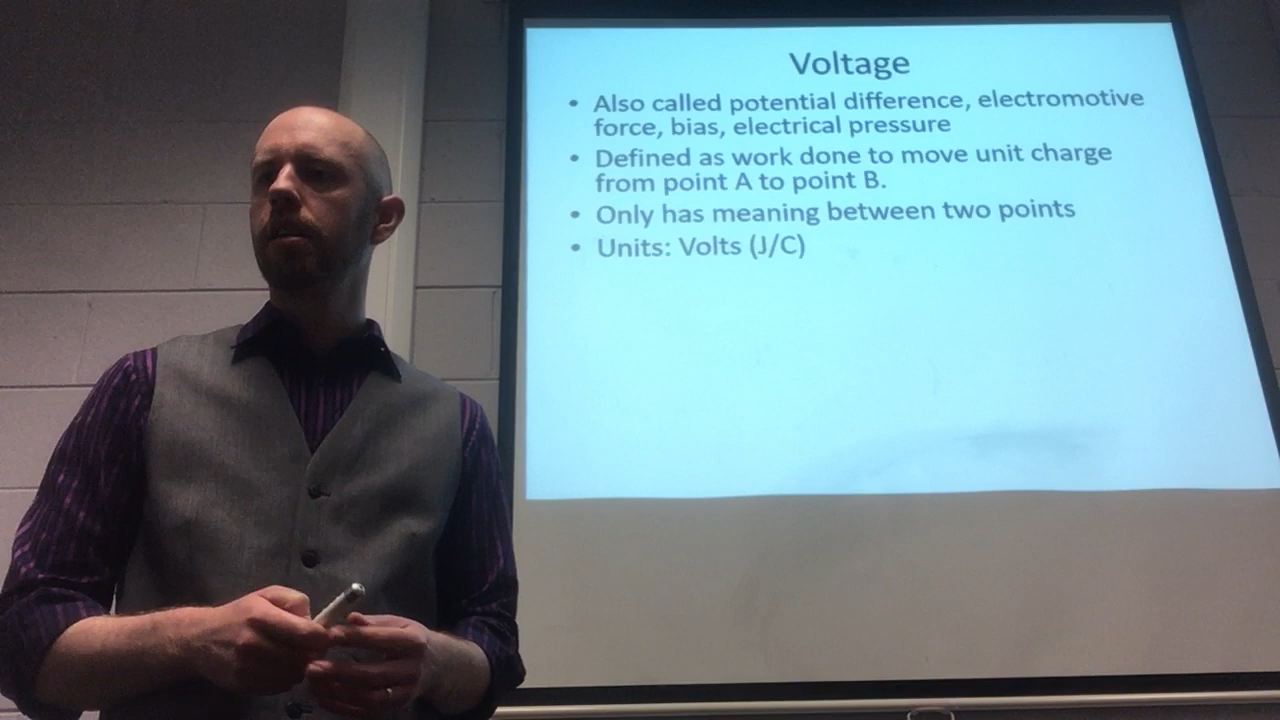 Voltage
• Also called potential difference, electromotive
force, bias, electrical pressure
• Defined as work done to move unit charge
from point A to point B.
• Only has meaning between two points
• Units: Volts (J/C)